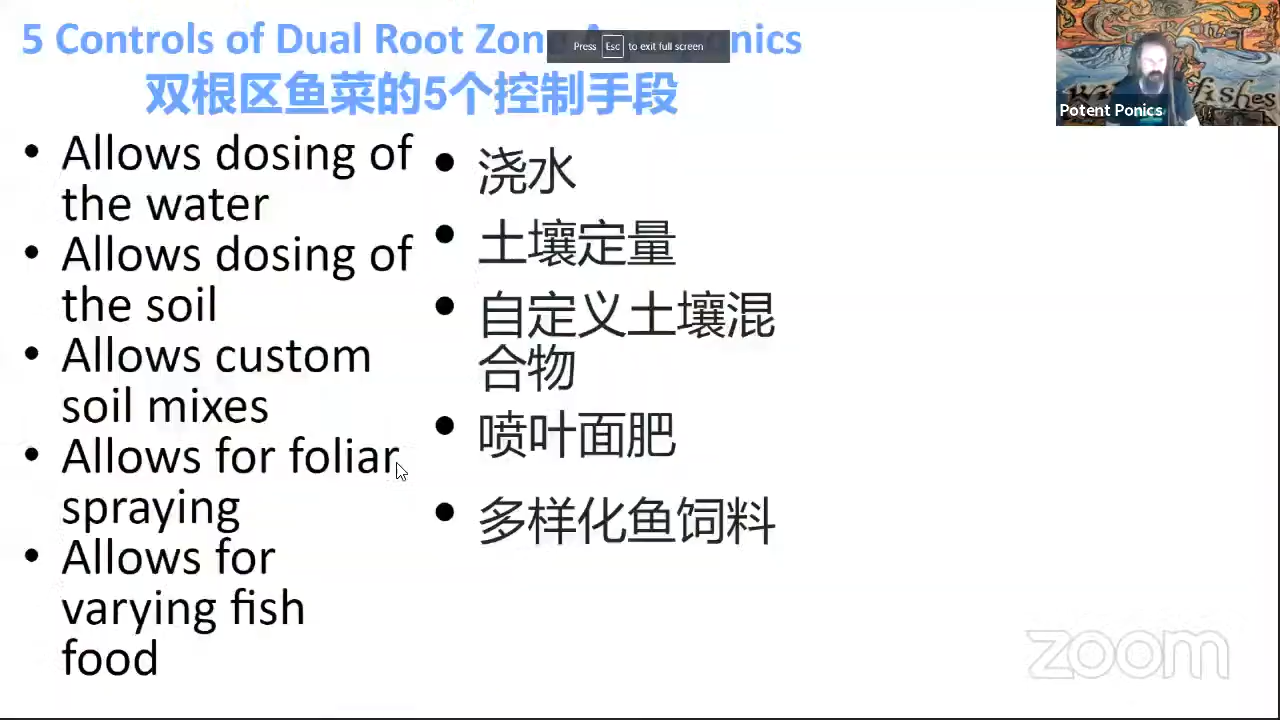 5 Controls of Dual Root Zon
nics
双根区鱼菜的5个控制手段
Press Esc to exit full screen
• Allows dosing of
the water
• Allows dosing of
the soil
• Allows custom
soil mixes
• Allows for foliar
spraying
• Allows for
varying fish
food
• 浇水
• 土壤定量
• 自定义土壤混
合物
• 喷叶面肥
• 多样化鱼饲料
fishes
Potent Ponics
zoom